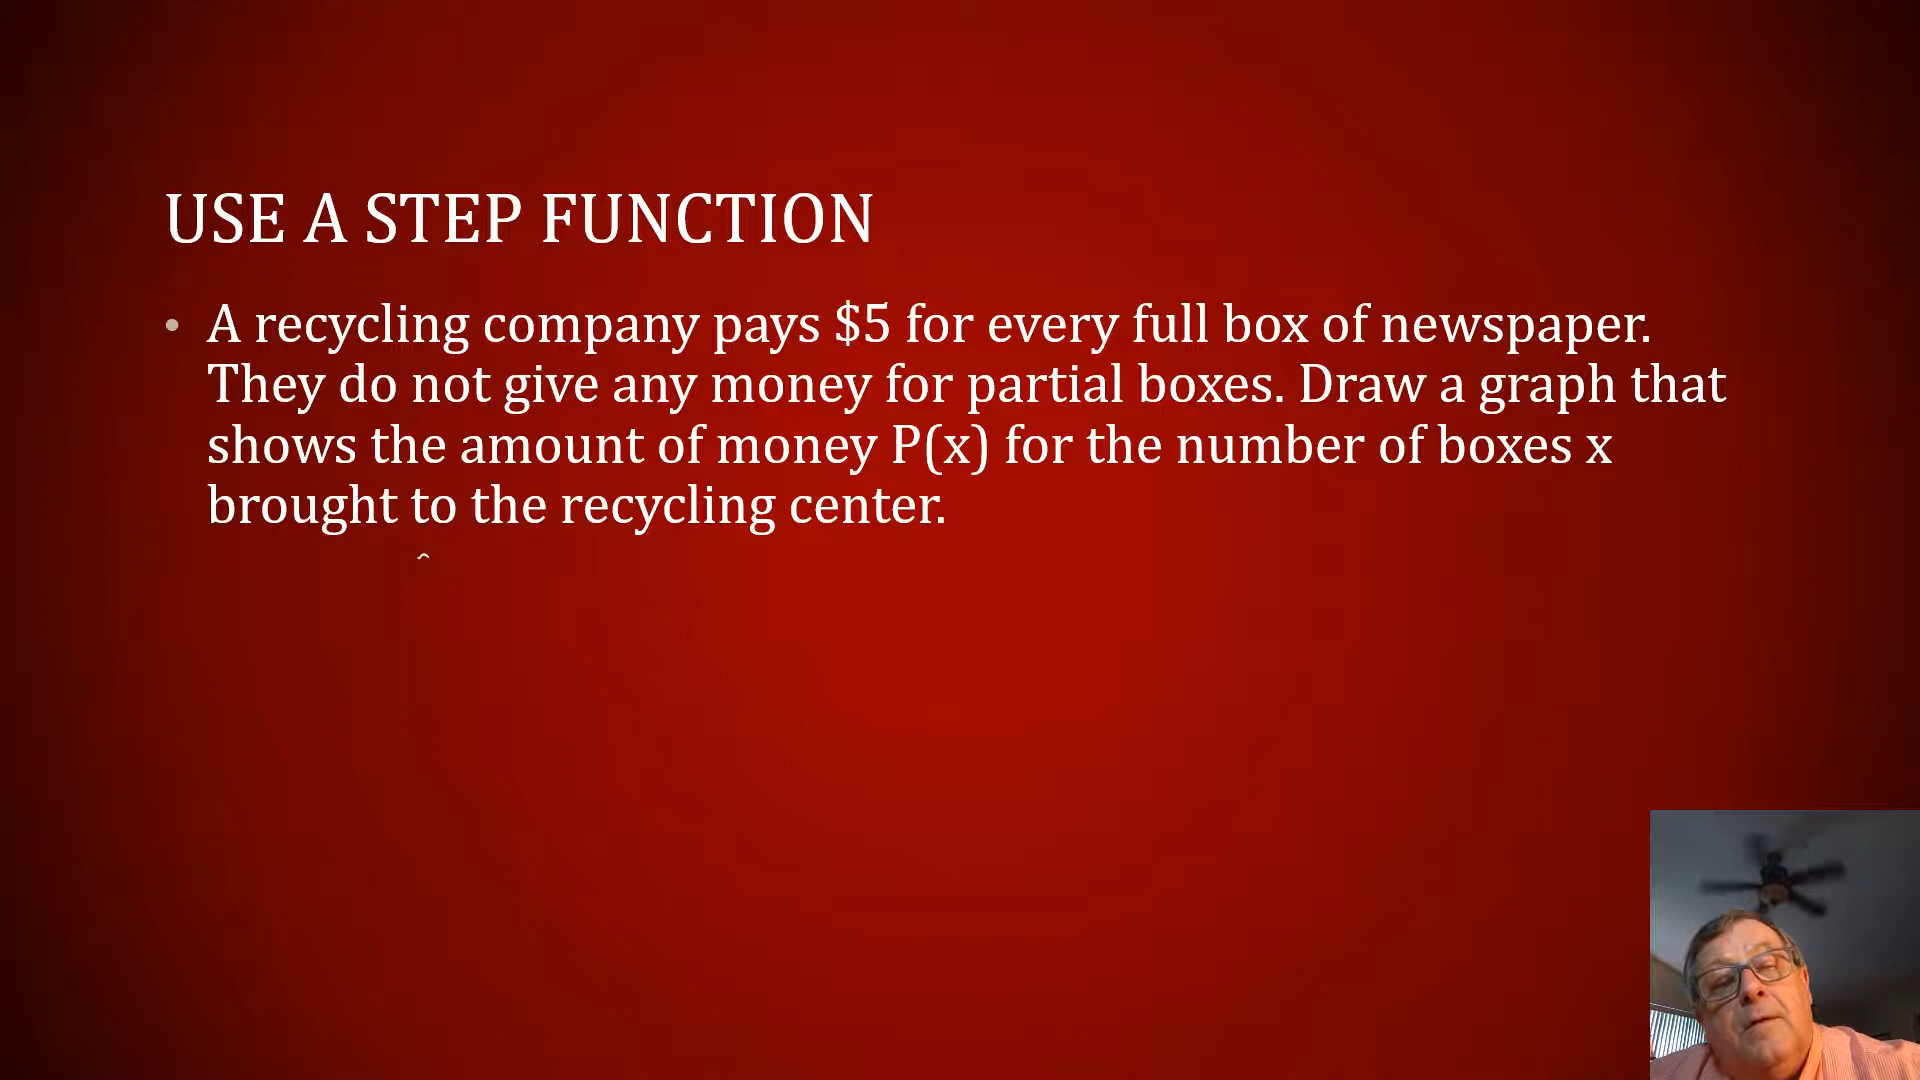 USE A STEP FUNCTION
• A recycling company pays $5 for every full box of newspaper.
They do not give any money for partial boxes. Draw a graph that
shows the amount of money P(x) for the number of boxes x
brought to the recycling center.